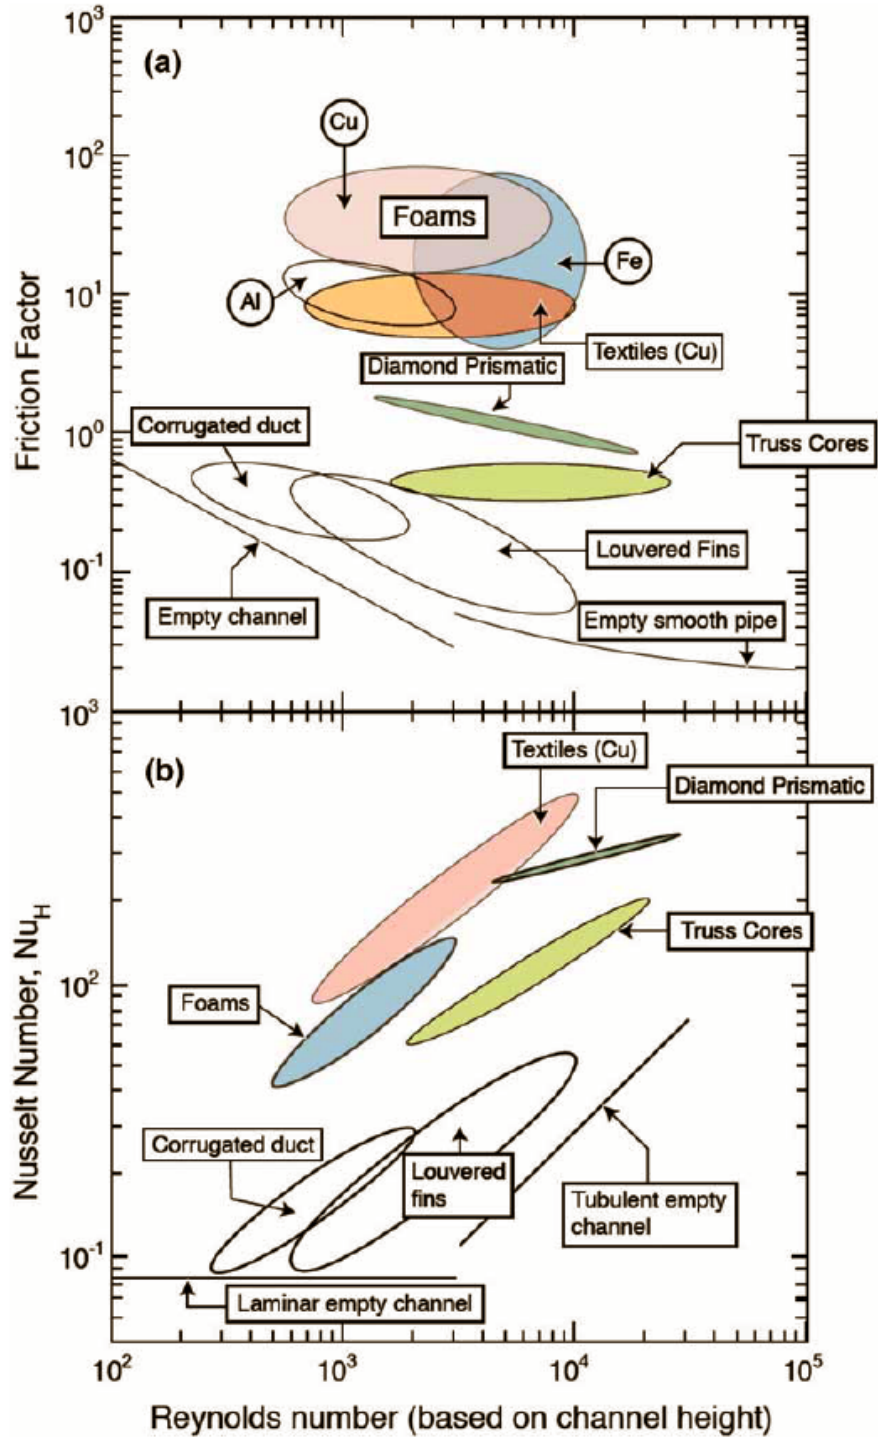 10³
(a)
Cu
10²
Foams
Fe
Al
10¹
Textiles (Cu)
Diamond Prismatic
Corrugated duct
10⁰
Truss Cores
Louvered Fins
10⁻¹
Empty channel
Empty smooth pipe
Friction Factor
10³
Textiles (Cu)
(b)
Diamond Prismatic
Truss Cores
10²
Foams
Corrugated duct
Louvered
fins
Tubulent empty
channel
10⁻¹
Laminar empty channel
Nusselt Number, Nu_H
10² 10³ 10⁴ 10⁵
Reynolds number (based on channel height)